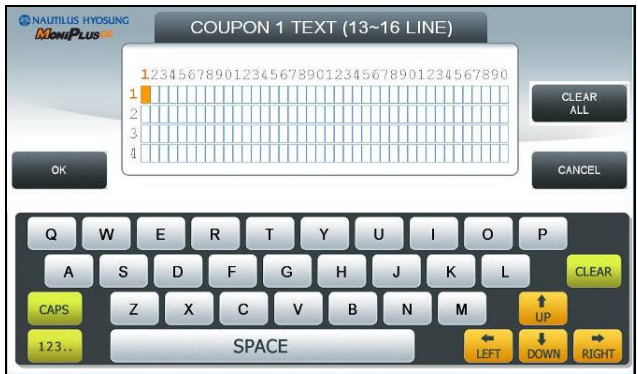 NAUTILUS HYOSUNG
MoniPlus CE
COUPON 1 TEXT (13~16 LINE)
1234567890123456789012345678901234567890
1
2
3
4
CLEAR
ALL
OK
CANCEL
Q W E R T Y U I O P
A S D F G H J K L CLEAR
CAPS Z X C V B N M UP
123.. SPACE LEFT DOWN RIGHT